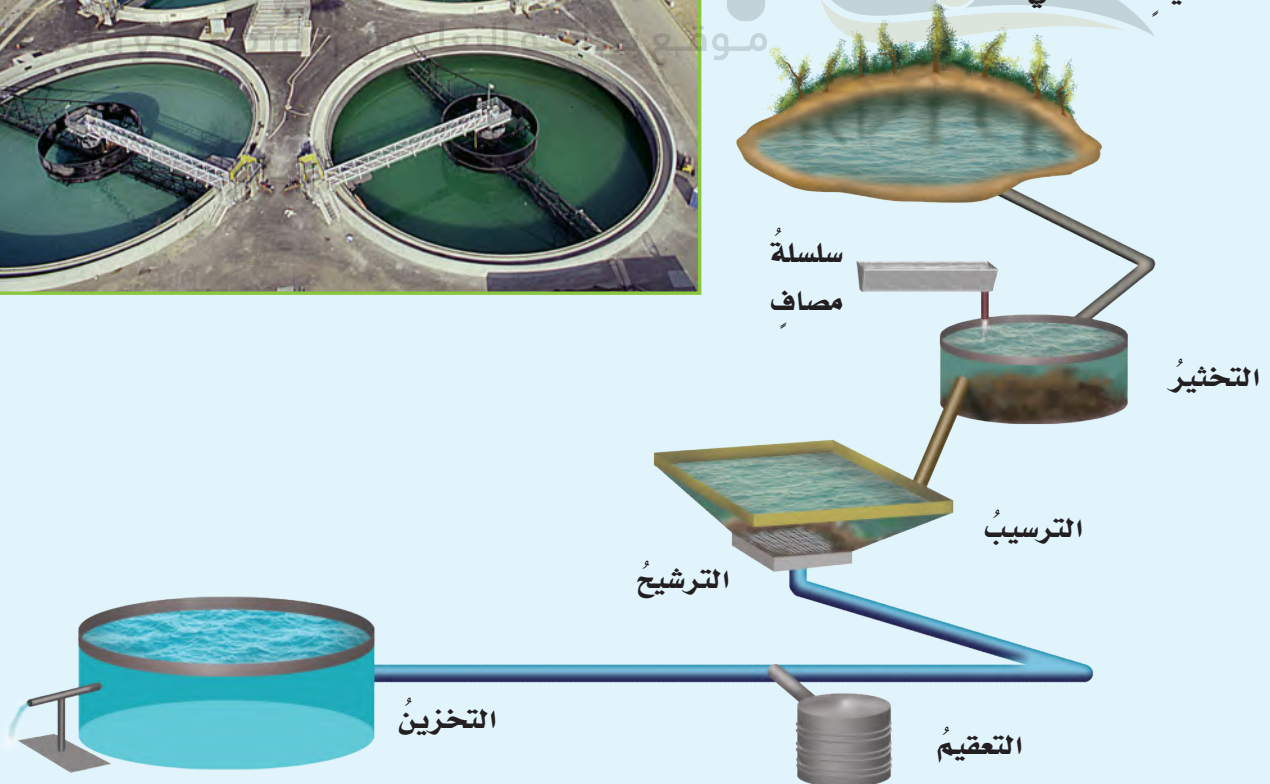 سلسلةُ
مصافٍ
التخثيرُ
الترسيبُ
الترشيحُ
التخزينُ
التعقيمُ